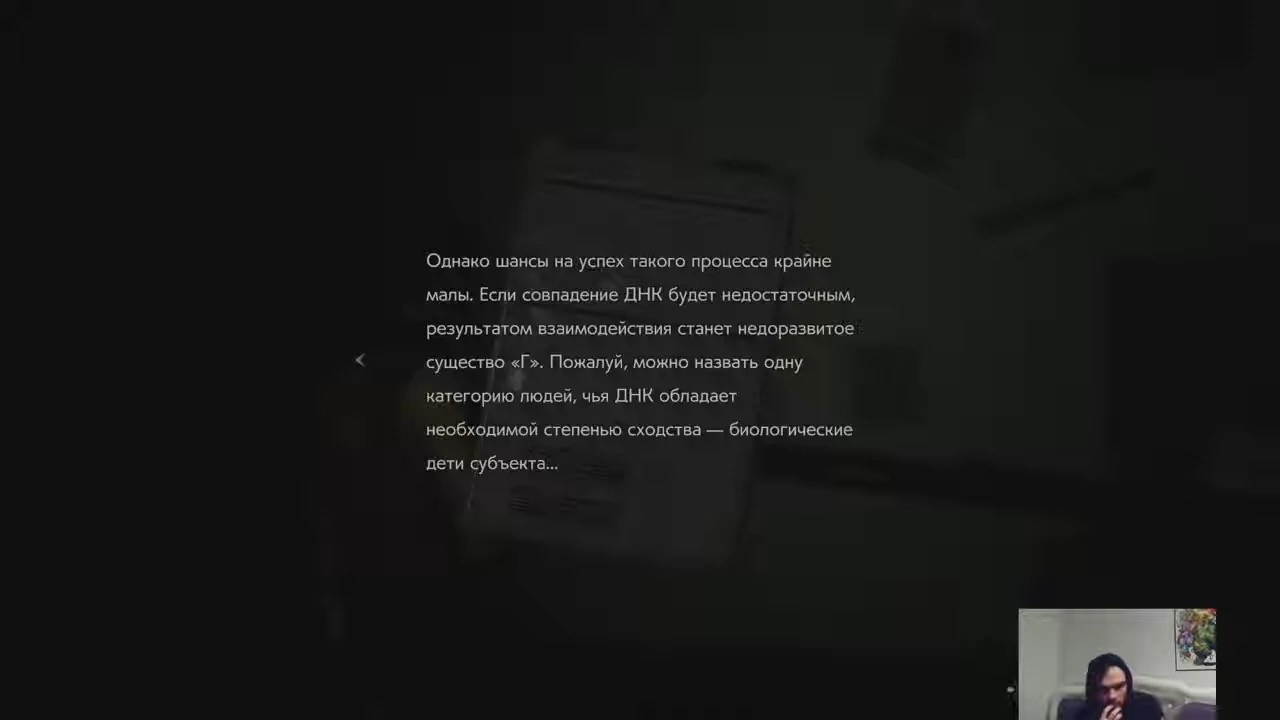 Однако шансы на успех такого процесса крайне
малы. Если совпадение ДНК будет недостаточным,
результатом взаимодействия станет недоразвитое
существо «Г». Пожалуй, можно назвать одну
категорию людей, чья ДНК обладает
необходимой степенью сходства — биологические
дети субъекта...